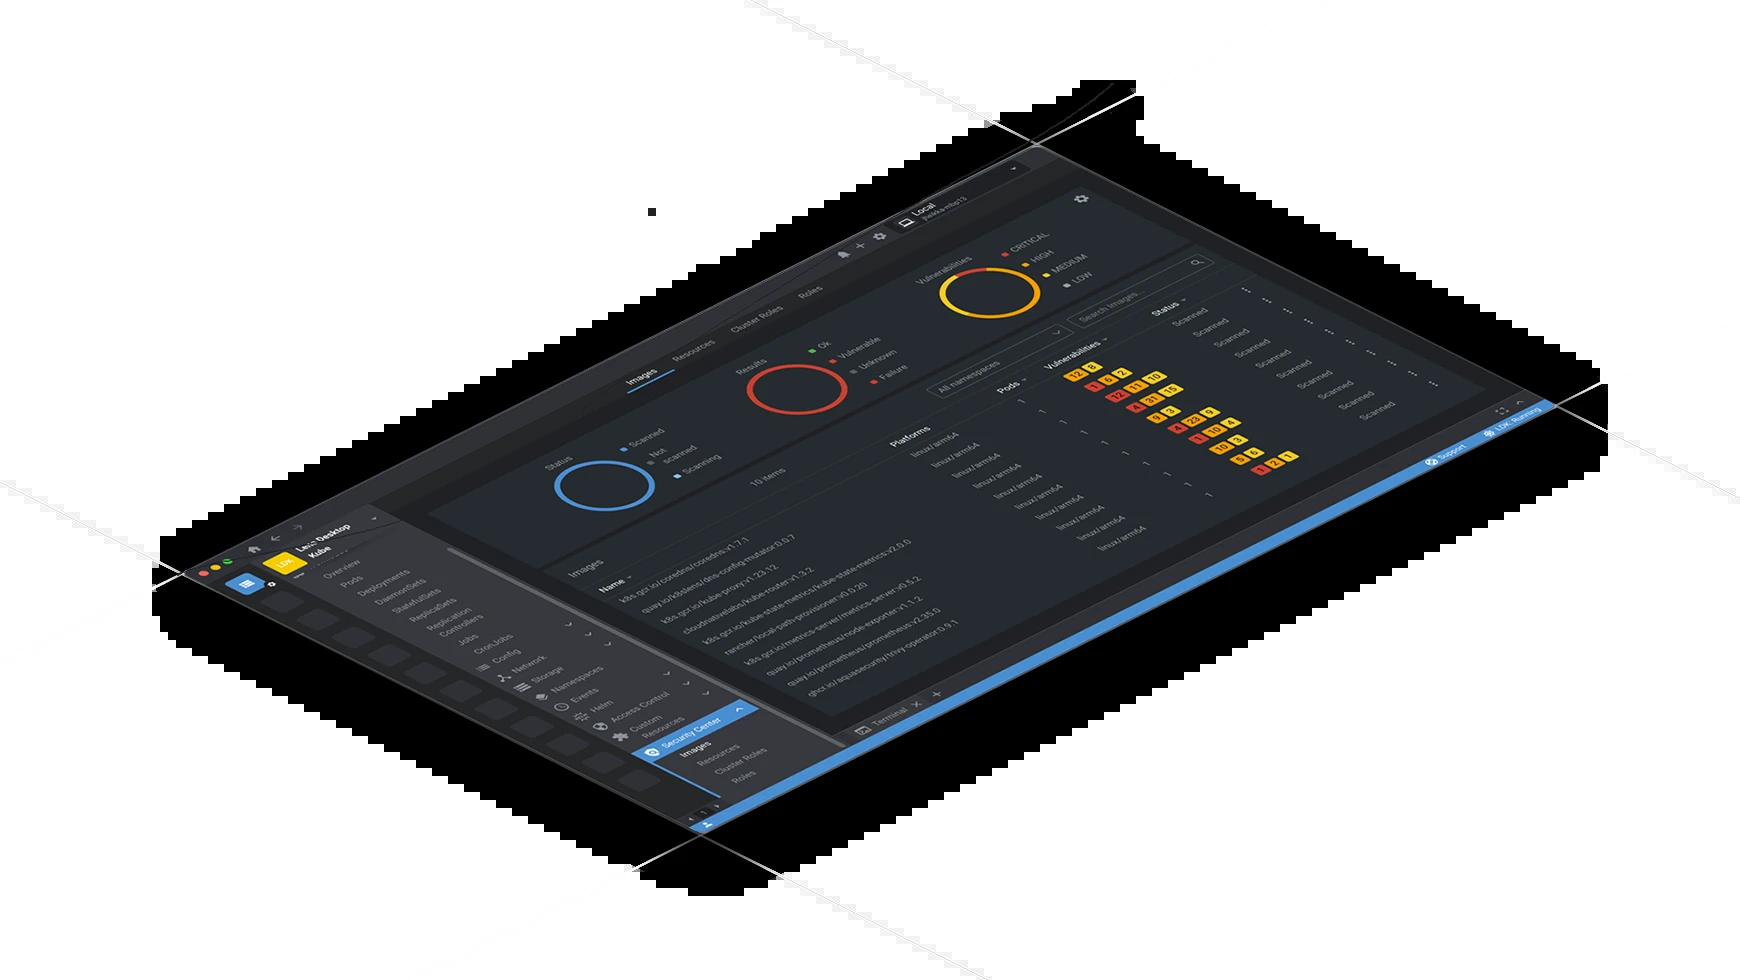 Local
jheikka-mbp13
Lens Desktop
Kube
LDK
Images
Resources
Cluster Roles
Roles
Status
Scanned
Not
scanned
Scanning
Results
Ok
Vulnerable
Unknown
Failure
Vulnerabilities
CRITICAL
HIGH
MEDIUM
LOW
Images
10 items
All namespaces
Search Images...
Name
Platforms
Pods
Vulnerabilities
Status
k8s.gcr.io/coredns/coredns:v1.7.1 linux/arm64 1 12 8 Scanned
quay.io/k8slens/dns-config-mutator:0.0.7 linux/arm64 1 1 6 2 Scanned
k8s.gcr.io/kube-proxy:v1.23.12 linux/arm64 1 12 11 10 Scanned
cloudnativelabs/kube-router:v1.3.2 linux/arm64 1 4 31 15 Scanned
k8s.gcr.io/kube-state-metrics/kube-state-metrics:v2.0.0 linux/arm64 1 9 3 Scanned
rancher/local-path-provisioner:v0.0.20 linux/arm64 1 4 23 9 Scanned
k8s.gcr.io/metrics-server/metrics-server:v0.5.2 linux/arm64 1 1 10 4 Scanned
quay.io/prometheus/node-exporter:v1.1.2 linux/arm64 1 10 3 Scanned
quay.io/prometheus/prometheus:v2.35.0 linux/arm64 1 5 6 Scanned
ghcr.io/aquasecurity/trivy-operator:0.9.1 linux/arm64 1 1 2 1 Scanned
Overview
Pods
Deployments
DaemonSets
StatefulSets
ReplicaSets
Replication
Controllers
Jobs
CronJobs
Config
Network
Storage
Namespaces
Events
Helm
Access Control
Custom
Resources
Security Center
Images
Resources
Cluster Roles
Roles
Terminal
1
Support
LDK: Running